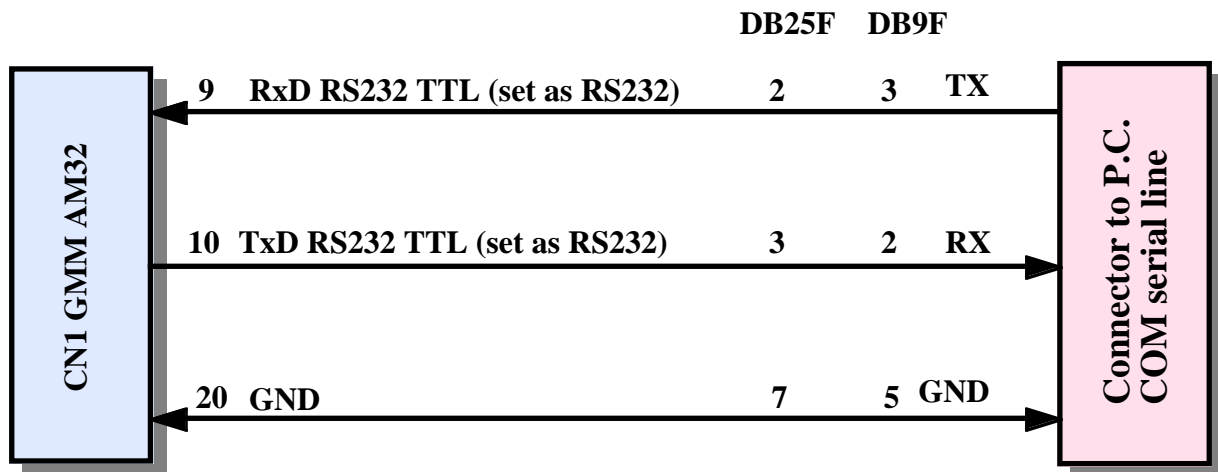 DB25F DB9F
9 RxD RS232 TTL (set as RS232) 2 3 TX
10 TxD RS232 TTL (set as RS232) 3 2 RX
20 GND 7 5 GND
CN1 GMM AM32
Connector to P.C.
COM serial line